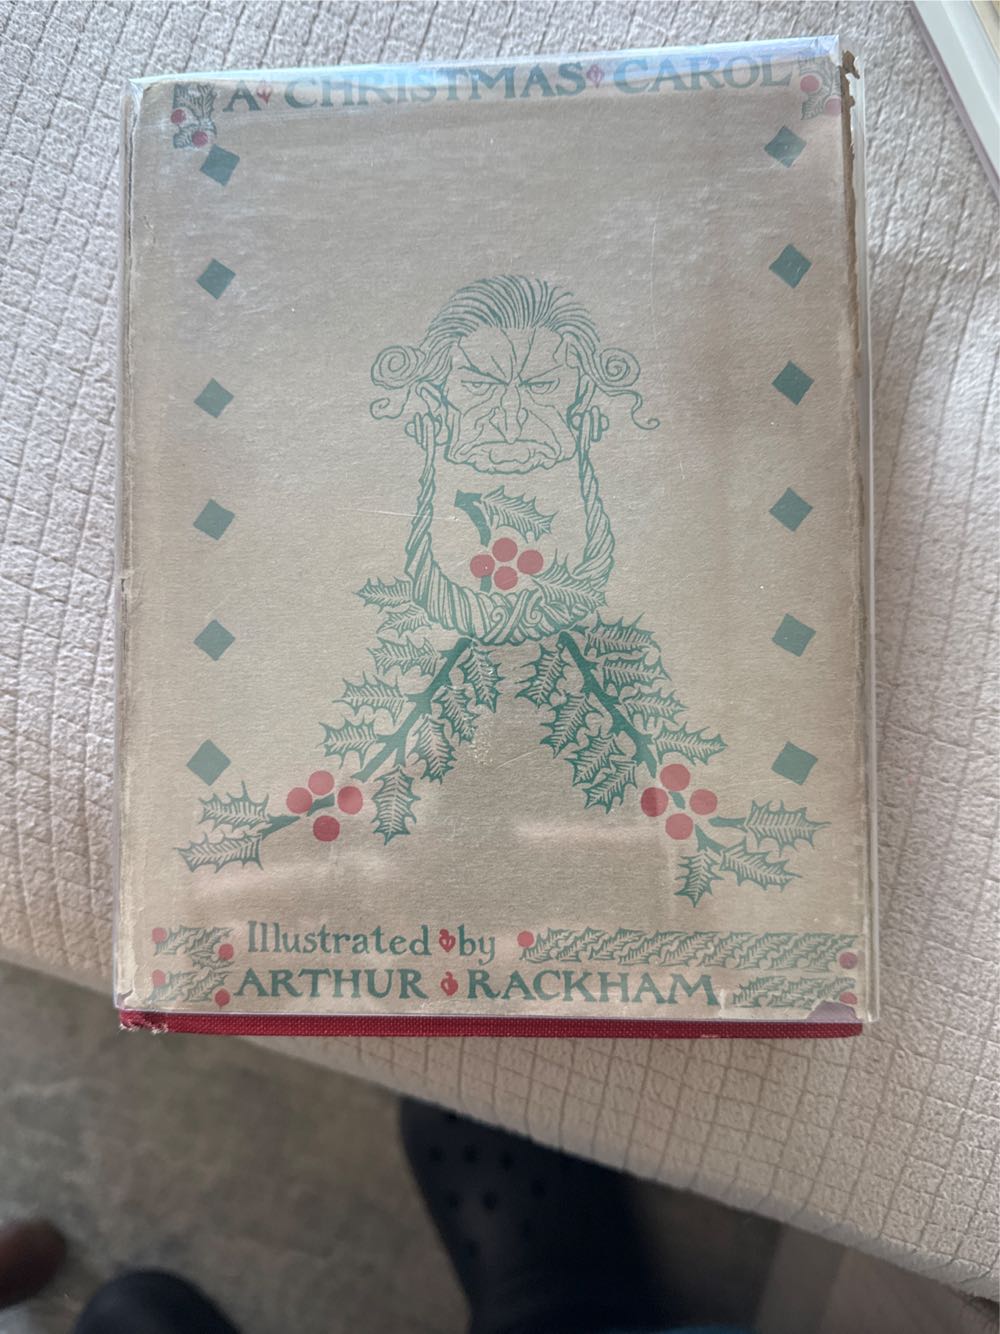 A CHRISTMAS CAROL
Illustrated by
ARTHUR RACKHAM